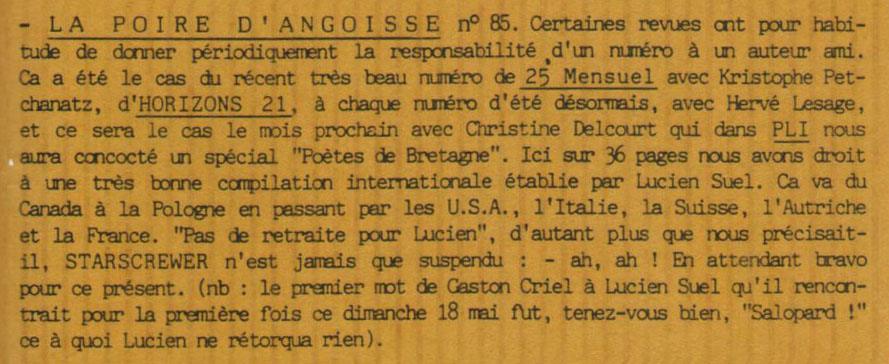 - LA POIRE D'ANGOISSE nº 85. Certaines revues ont pour habi-
tude de donner périodiquement la responsabilité d'un numéro à un auteur ami.
Ca a été le cas du récent très beau numéro de 25 Mensuel avec Kristophe Pet-
chanatz, d'HORIZONS 21, à chaque numéro d'été désormais, avec Hervé Lesage,
et ce sera le cas le mois prochain avec Christine Delcourt qui dans PLI nous
aura concocté un spécial "Poètes de Bretagne". Ici sur 36 pages nous avons droit
à une très bonne compilation internationale établie par Lucien Suel. Ca va du
Canada à la Pologne en passant par les U.S.A., l'Italie, la Suisse, l'Autriche
et la France. "Pas de retraite pour Lucien", d'autant plus que nous précisait-
il, STARSCREWER n'est jamais que suspendu : - ah, ah ! En attendant bravo
pour ce présent. (nb : le premier mot de Gaston Criel à Lucien Suel qu'il rencon-
trait pour la première fois ce dimanche 18 mai fut, tenez-vous bien, "Salopard !"
ce à quoi Lucien ne rétorqua rien).